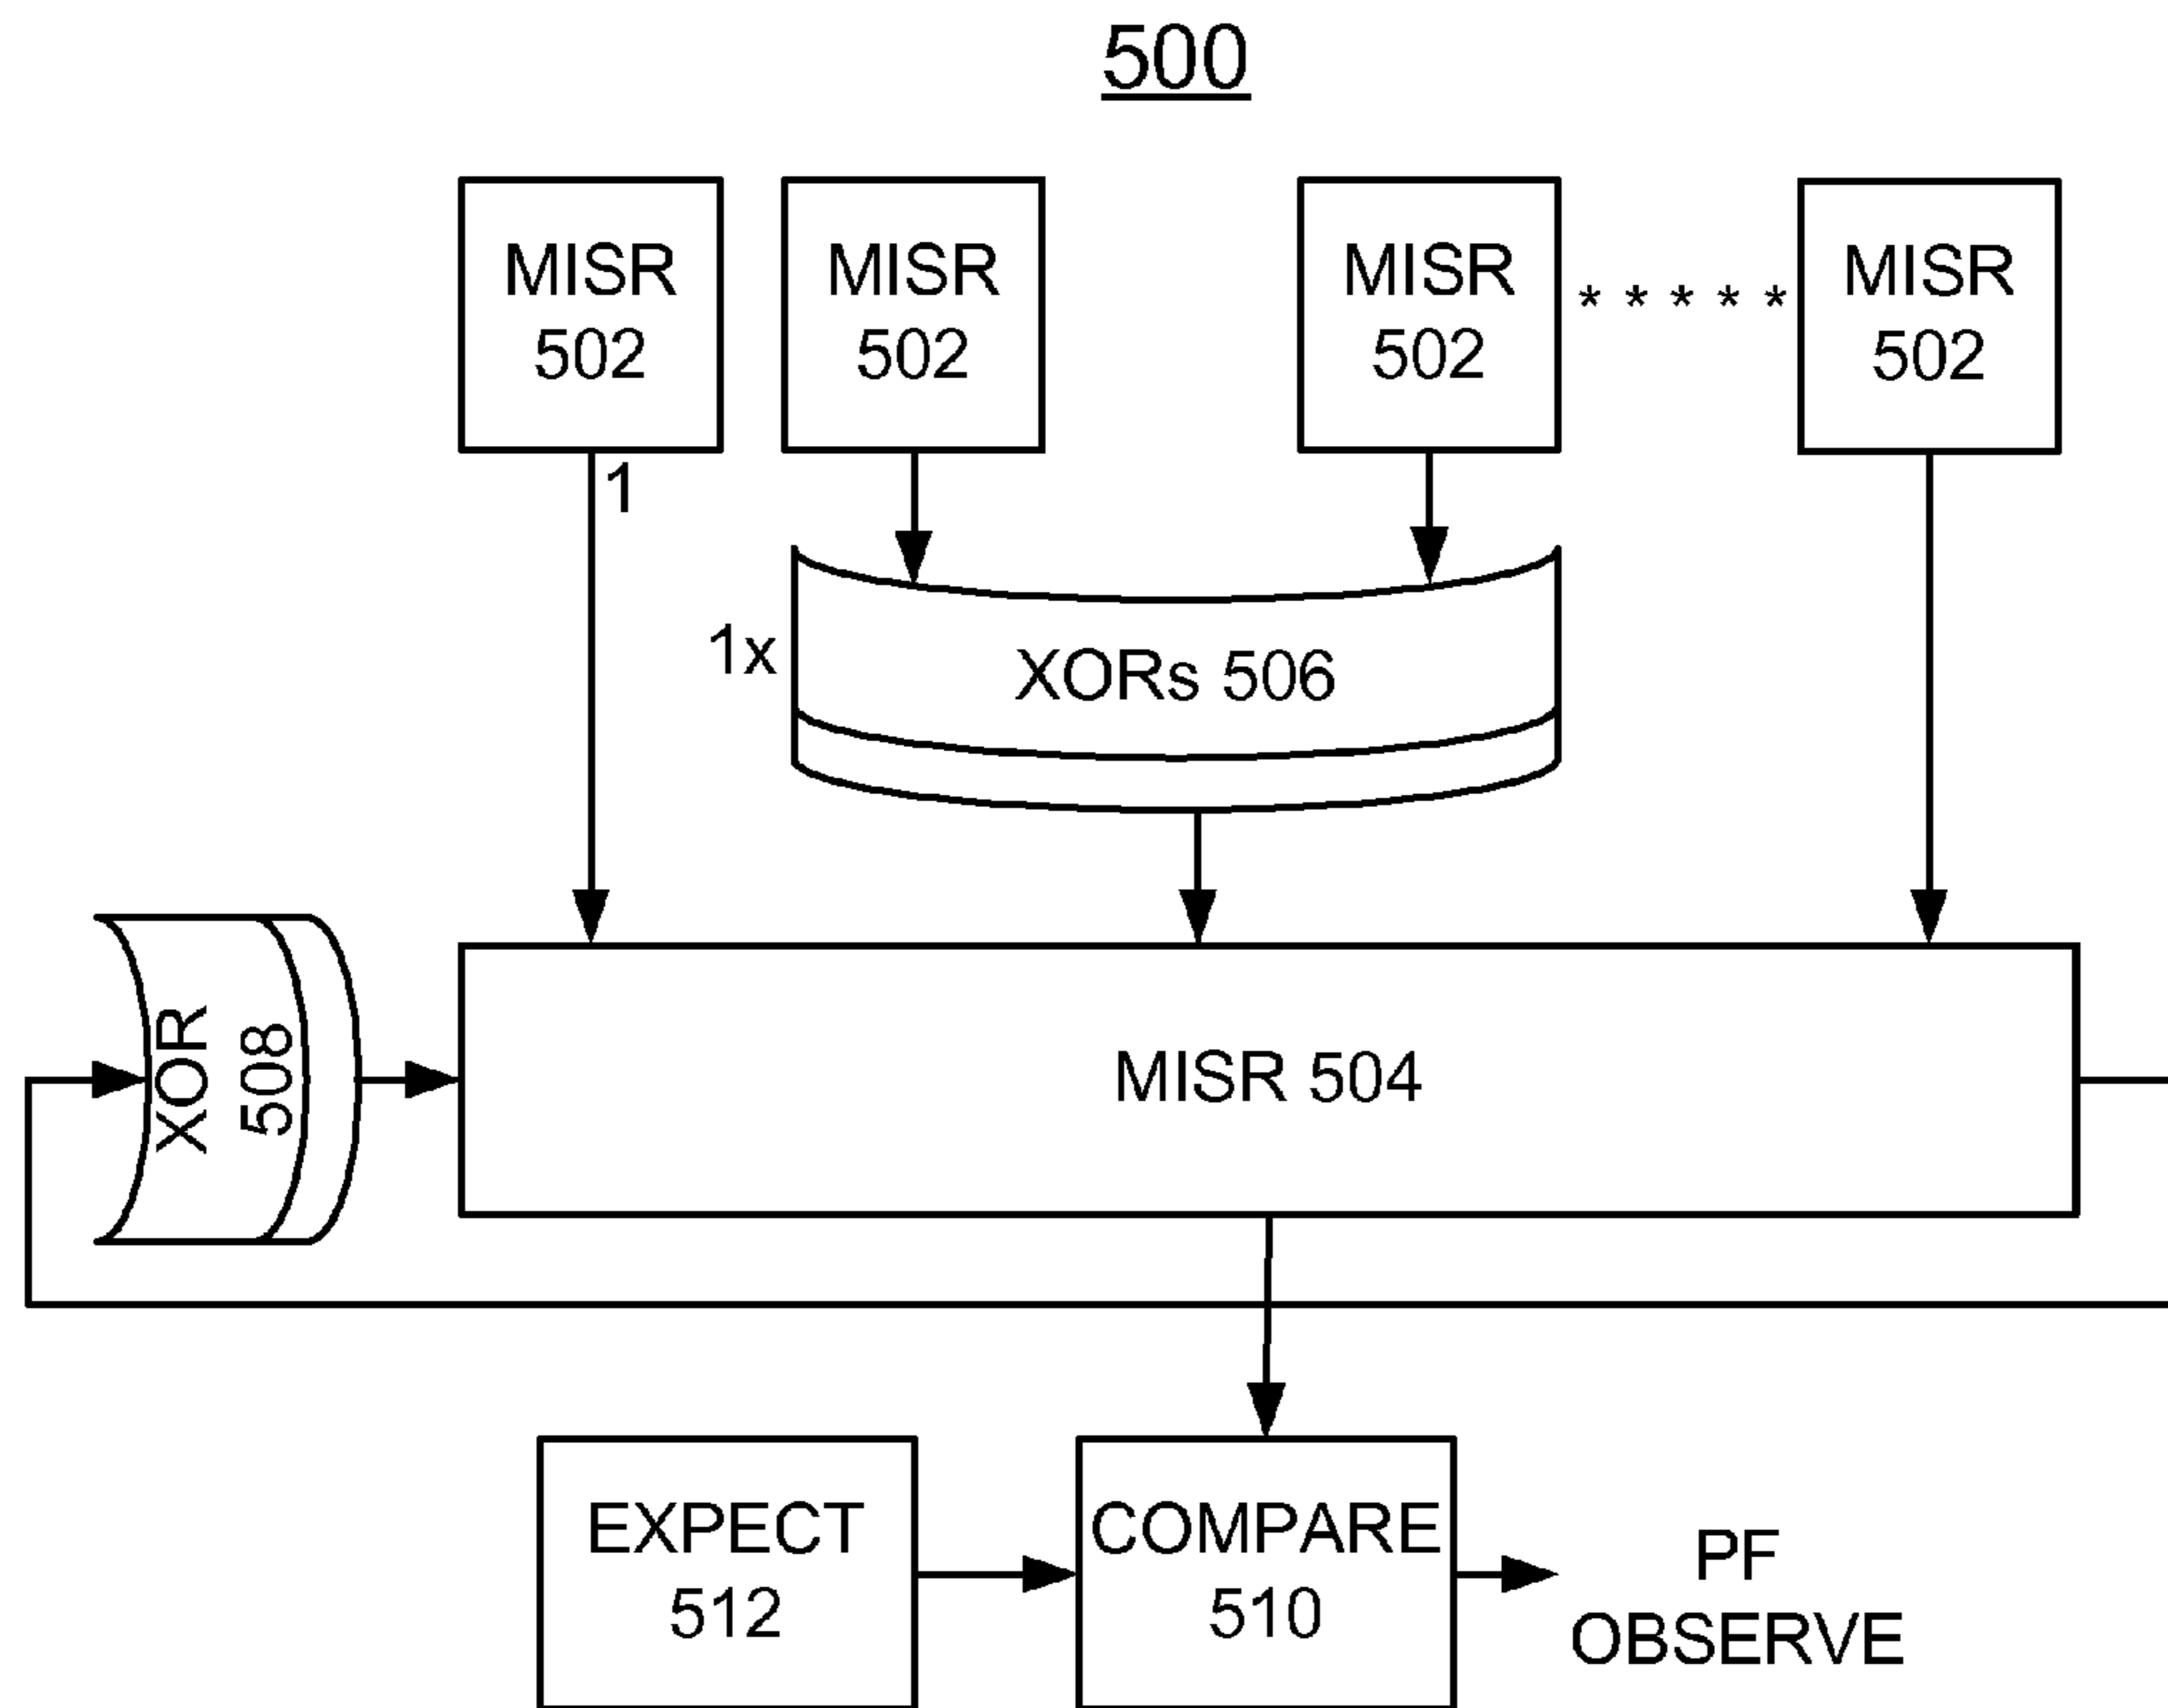 500
MISR
502
MISR
502
MISR
502
* * * * *
MISR
502
1
1x
XORs 506
XOR
508
MISR 504
EXPECT
512
COMPARE
510
PF
OBSERVE